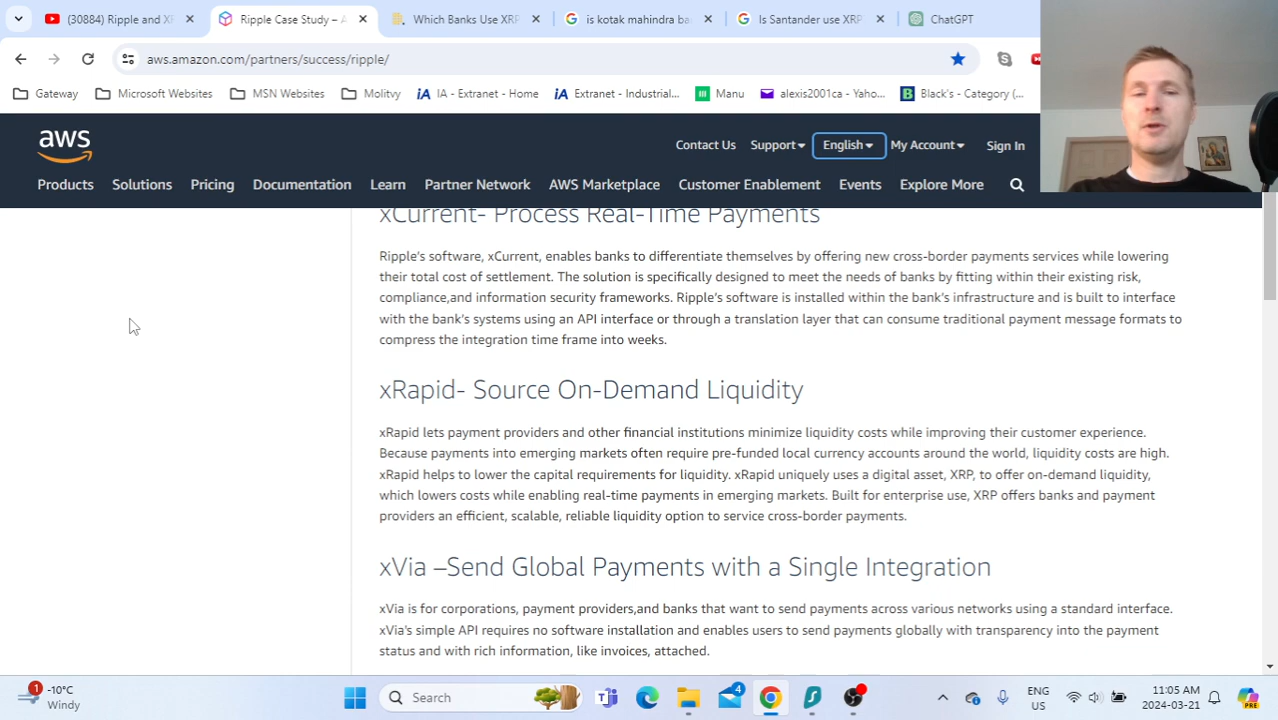 (30884) Ripple and X
Ripple Case Study – A
Which Banks Use XRP
is kotak mahindra ba
Is Santander use XRP
ChatGPT
aws.amazon.com/partners/success/ripple/
Gateway
Microsoft Websites
MSN Websites
Molitvy
iA IA - Extranet - Home
iA Extranet - Industrial...
Manu
alexis2001ca - Yaho...
B Black's - Category (...
aws
Contact Us
Support
English
My Account
Sign In
Products
Solutions
Pricing
Documentation
Learn
Partner Network
AWS Marketplace
Customer Enablement
Events
Explore More
xCurrent- Process Real-Time Payments
Ripple's software, xCurrent, enables banks to differentiate themselves by offering new cross-border payments services while lowering
their total cost of settlement. The solution is specifically designed to meet the needs of banks by fitting within their existing risk,
compliance,and information security frameworks. Ripple's software is installed within the bank's infrastructure and is built to interface
with the bank's systems using an API interface or through a translation layer that can consume traditional payment message formats to
compress the integration time frame into weeks.
xRapid- Source On-Demand Liquidity
xRapid lets payment providers and other financial institutions minimize liquidity costs while improving their customer experience.
Because payments into emerging markets often require pre-funded local currency accounts around the world, liquidity costs are high.
xRapid helps to lower the capital requirements for liquidity. xRapid uniquely uses a digital asset, XRP, to offer on-demand liquidity,
which lowers costs while enabling real-time payments in emerging markets. Built for enterprise use, XRP offers banks and payment
providers an efficient, scalable, reliable liquidity option to service cross-border payments.
xVia –Send Global Payments with a Single Integration
xVia is for corporations, payment providers,and banks that want to send payments across various networks using a standard interface.
xVia's simple API requires no software installation and enables users to send payments globally with transparency into the payment
status and with rich information, like invoices, attached.
1
-10°C
Windy
Search
4
ENG
US
11:05 AM
2024-03-21
PRE